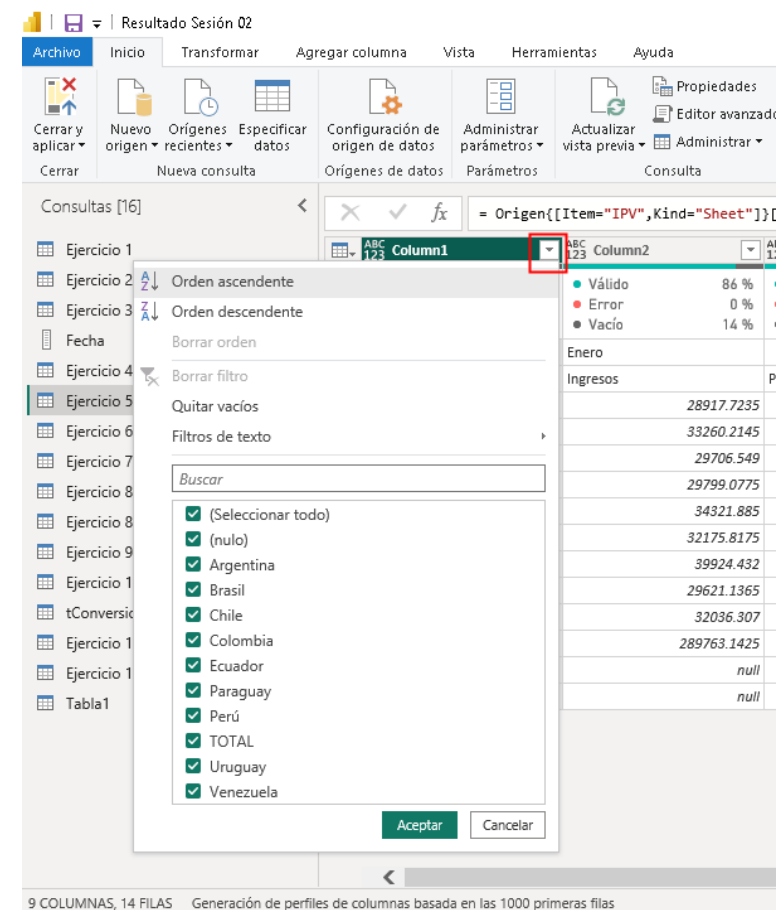 Resultado Sesión 02
Archivo Inicio Transformar Agregar columna Vista Herramientas Ayuda
Cerrar y aplicar
Nuevo origen
Orígenes recientes
Especificar datos
Configuración de origen de datos
Administrar parámetros
Actualizar vista previa
Propiedades
Editor avanzado
Administrar
Cerrar Nueva consulta Orígenes de datos Parámetros Consulta
Consultas [16]
fx = Origen{[Item="IPV",Kind="Sheet"]}[
Ejercicio 1
Ejercicio 2
Ejercicio 3
Fecha
Ejercicio 4
Ejercicio 5
Ejercicio 6
Ejercicio 7
Ejercicio 8
Ejercicio 8
Ejercicio 9
Ejercicio 1
tConversic
Ejercicio 1
Ejercicio 1
Tabla1
ABC 123 Column1
ABC 123 Column2
Orden ascendente
Orden descendente
Borrar orden
Borrar filtro
Quitar vacíos
Filtros de texto
Buscar
(Seleccionar todo)
(nulo)
Argentina
Brasil
Chile
Colombia
Ecuador
Paraguay
Perú
TOTAL
Uruguay
Venezuela
Aceptar Cancelar
Válido 86 %
Error 0 %
Vacío 14 %
Enero
Ingresos P
28917.7235
33260.2145
29706.549
29799.0775
34321.885
32175.8175
39924.432
29621.1365
32036.307
289763.1425
null
null
9 COLUMNAS, 14 FILAS Generación de perfiles de columnas basada en las 1000 primeras filas